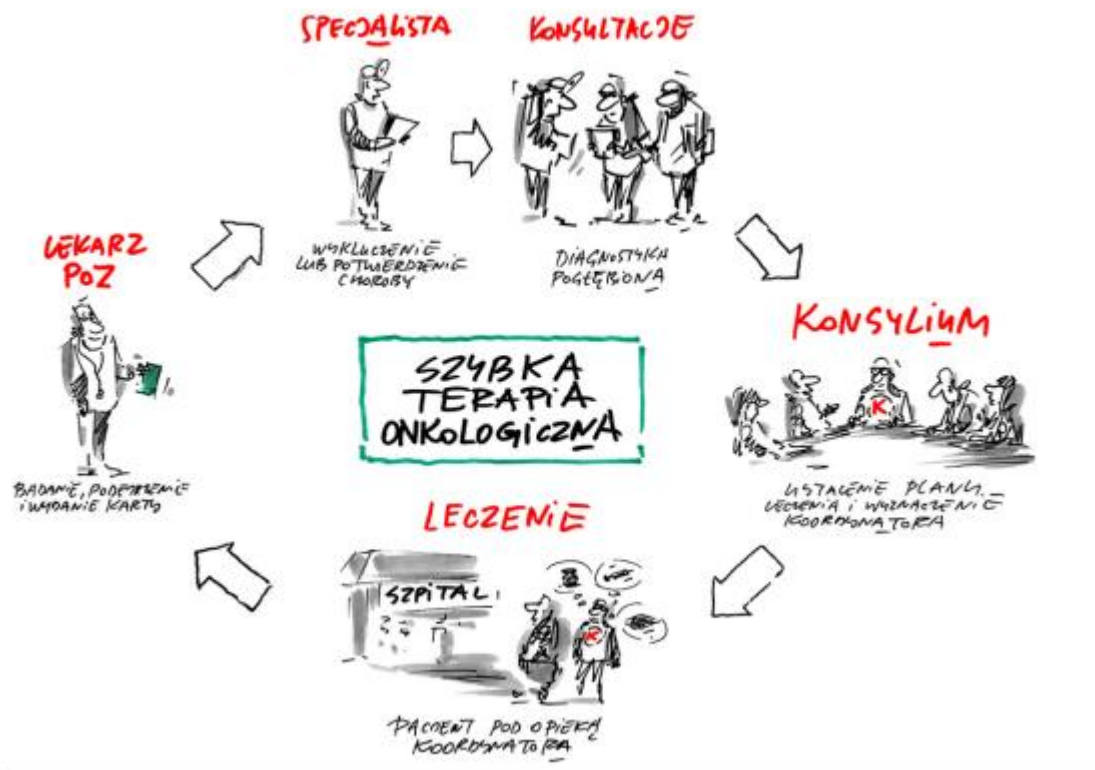 SPECJALISTA
KONSULTACJE
LEKARZ
POZ
WYKLUCZENIE
LUB POTWIERDZENIE
CHOROBY
DIAGNOSTYKA
POGŁĘBIONA
KONSYLIUM
K
SZYBKA
TERAPIA
ONKOLOGICZNA
BADANIE, PODEJRZENIE
i WYDANIE KARTY
USTALENIE PLANU
LECZENIA i WYZNACZENIE
KOORDYNATORA
LECZENIE
SZPITAL
K
PACJENT POD OPIEKĄ
KOORDYNATORA